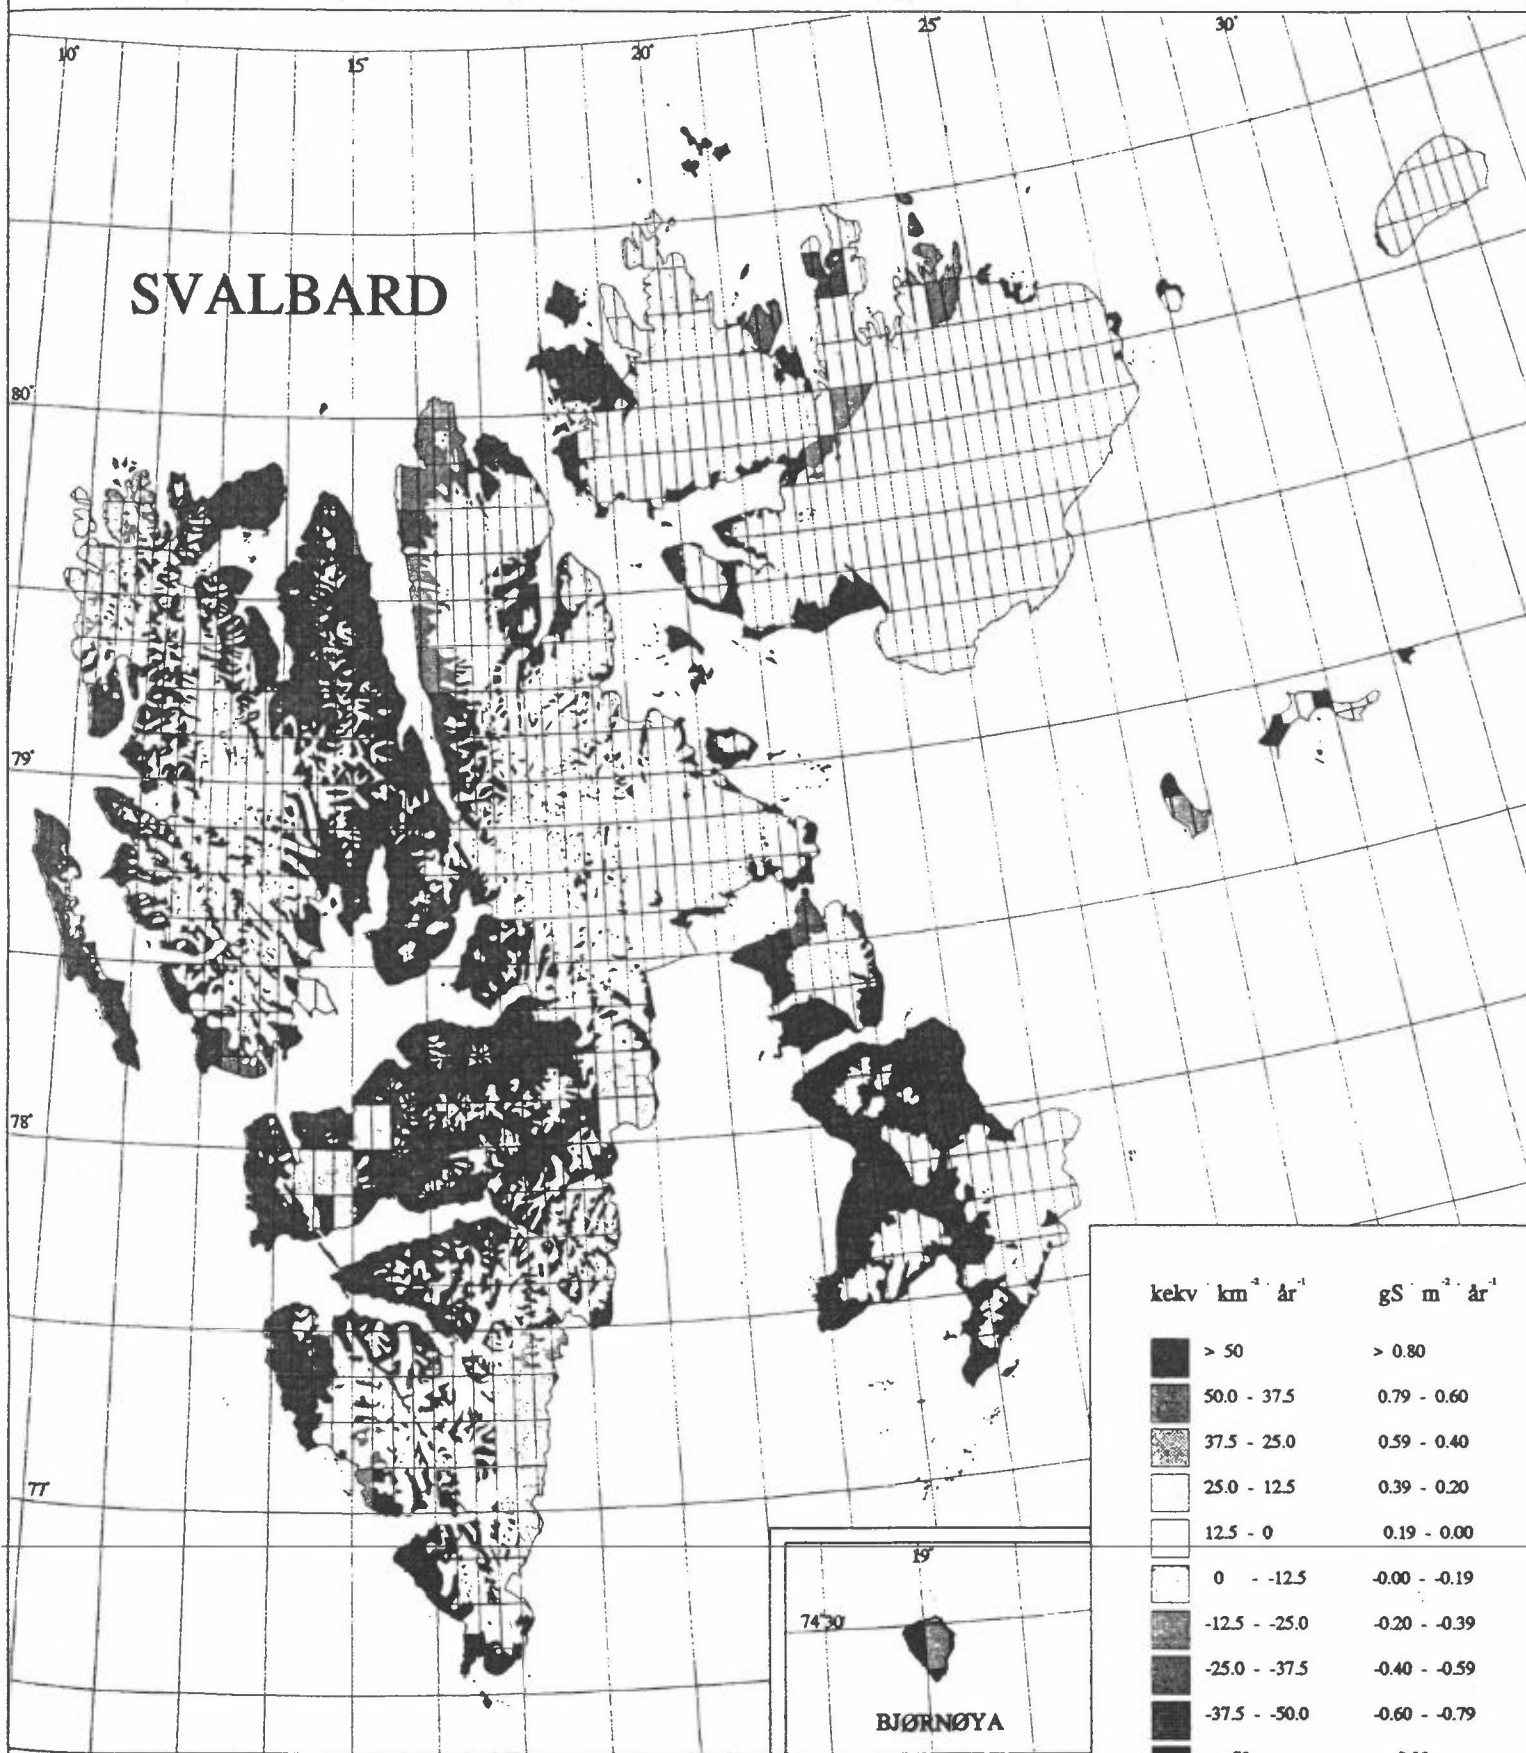 10°
15°
20°
25°
30°
SVALBARD
80°
79°
78°
77°
kekv · km⁻² · år⁻¹ gS m⁻² · år⁻¹
> 50 > 0.80
50.0 - 37.5 0.79 - 0.60
37.5 - 25.0 0.59 - 0.40
25.0 - 12.5 0.39 - 0.20
12.5 - 0 0.19 - 0.00
0 - -12.5 -0.00 - -0.19
-12.5 - -25.0 -0.20 - -0.39
-25.0 - -37.5 -0.40 - -0.59
-37.5 - -50.0 -0.60 - -0.79
19°
74°30'
BJØRNØYA